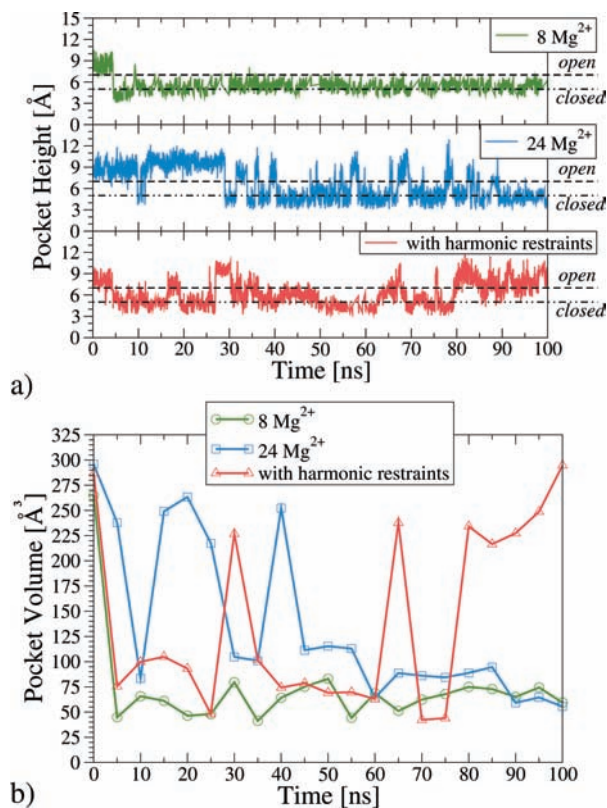 15
12
9
6
3
0
8 Mg2+
open
closed
Pocket Height [Å]
12
9
6
3
0
24 Mg2+
open
closed
12
9
6
3
0
with harmonic restraints
open
closed
0 10 20 30 40 50 60 70 80 90 100
Time [ns]
a)
8 Mg2+
24 Mg2+
with harmonic restraints
Pocket Volume [Å3]
325
300
275
250
225
200
175
150
125
100
75
50
25
0
0 10 20 30 40 50 60 70 80 90 100
Time [ns]
b)